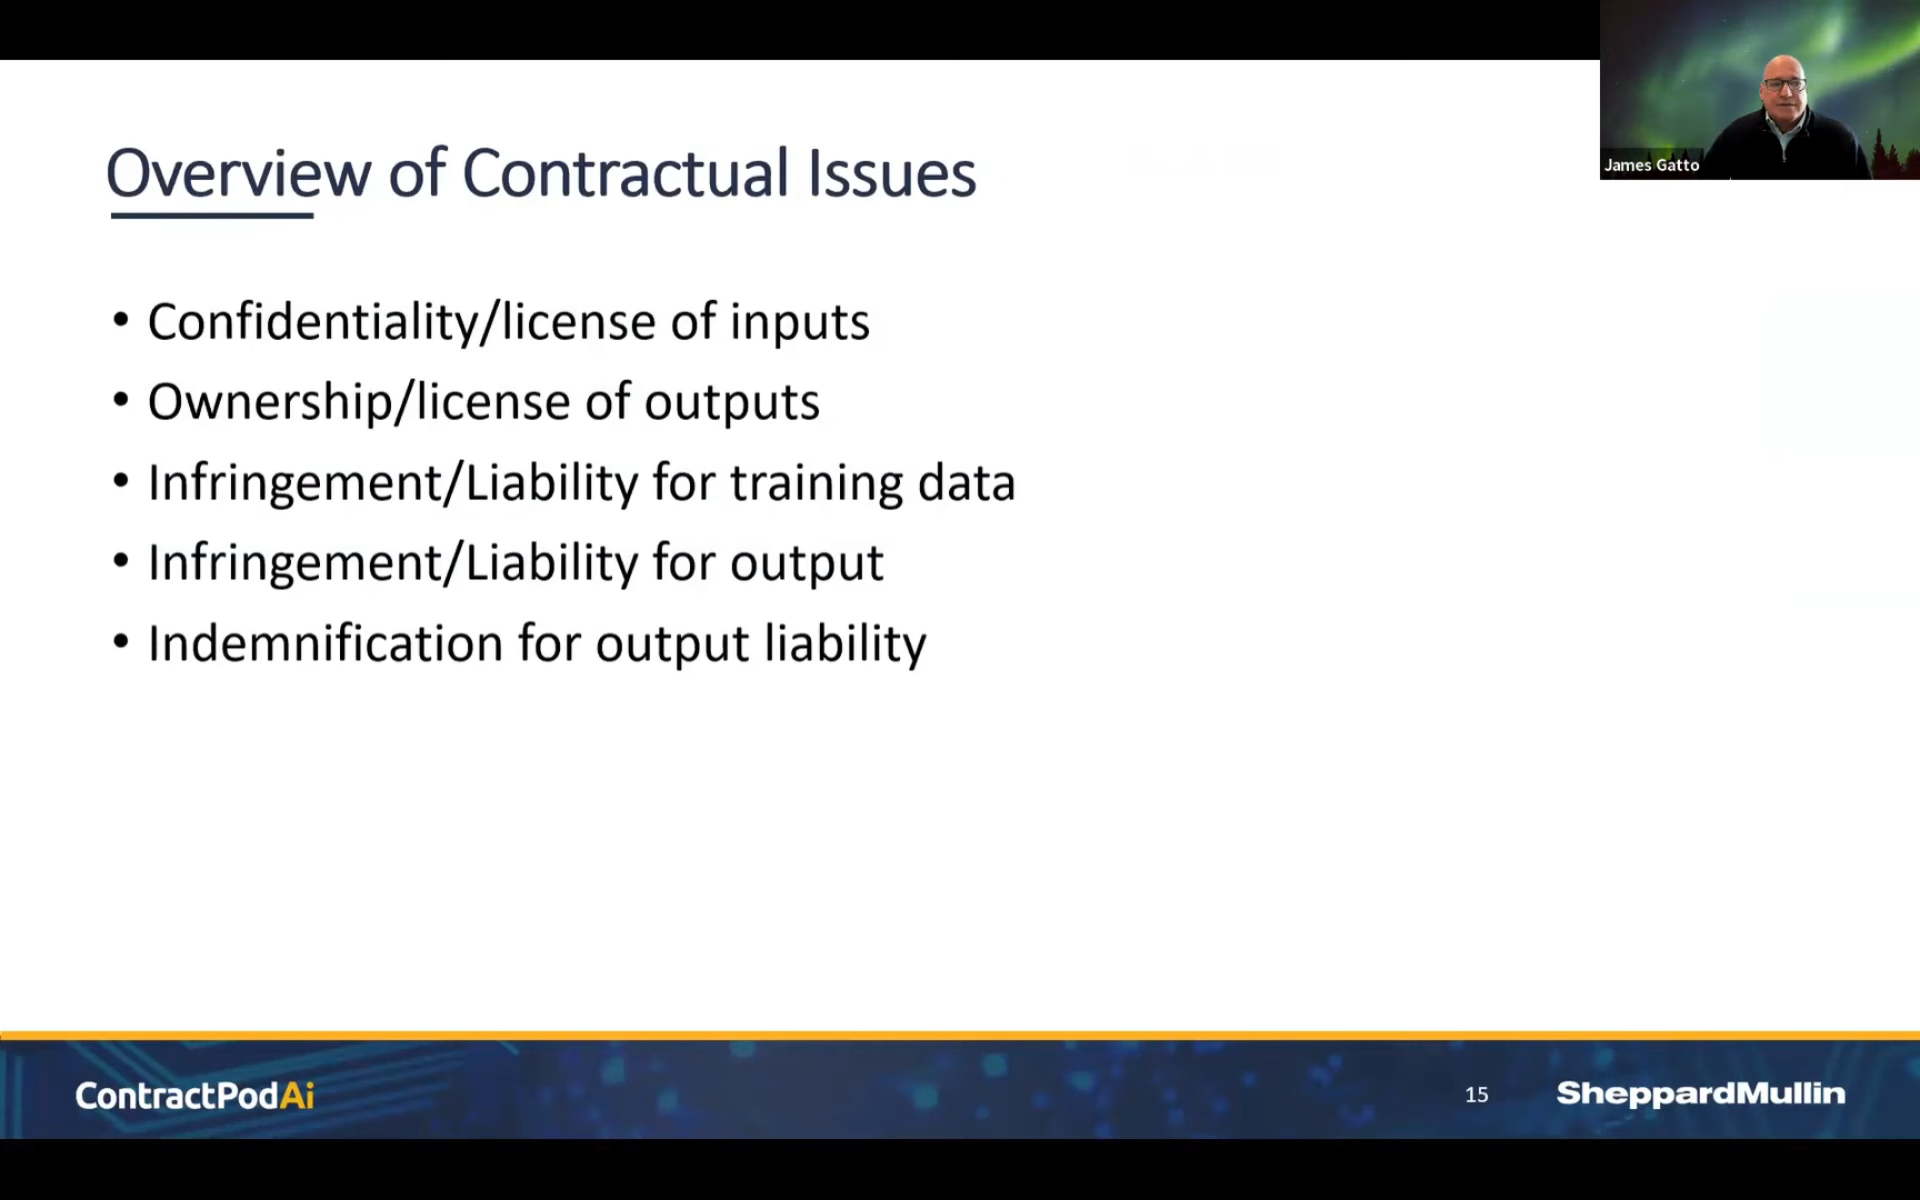 James Gatto
Overview of Contractual Issues
• Confidentiality/license of inputs
• Ownership/license of outputs
• Infringement/Liability for training data
• Infringement/Liability for output
• Indemnification for output liability
ContractPodAi
15
SheppardMullin